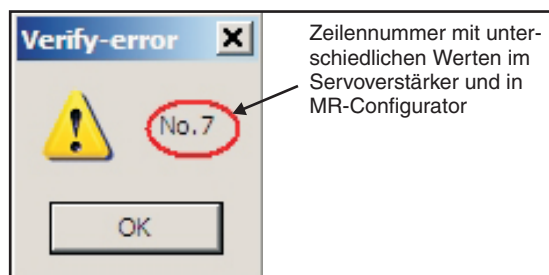 Verify-error
No.7
OK
Zeilennummer mit unter-
schiedlichen Werten im
Servoverstärker und in
MR-Configurator